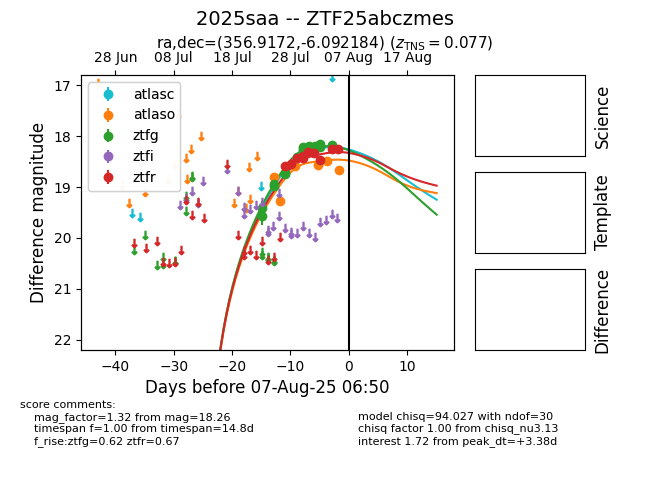 2025saa -- ZTF25abczmes
ra,dec=(356.9172,-6.092184) (z_TNS = 0.077)
28 Jun 08 Jul 18 Jul 28 Jul 07 Aug 17 Aug
atlasc
atlaso
ztfg
ztfi
ztfr
17
18
19
20
21
22
Difference magnitude
−40 −30 −20 −10 0 10
Days before 07-Aug-25 06:50
Science
Template
Difference
score comments:
mag_factor=1.32 from mag=18.26
timespan f=1.00 from timespan=14.8d
f_rise:ztfg=0.62 ztfr=0.67
model chisq=94.027 with ndof=30
chisq factor 1.00 from chisq_nu3.13
interest 1.72 from peak_dt=+3.38d